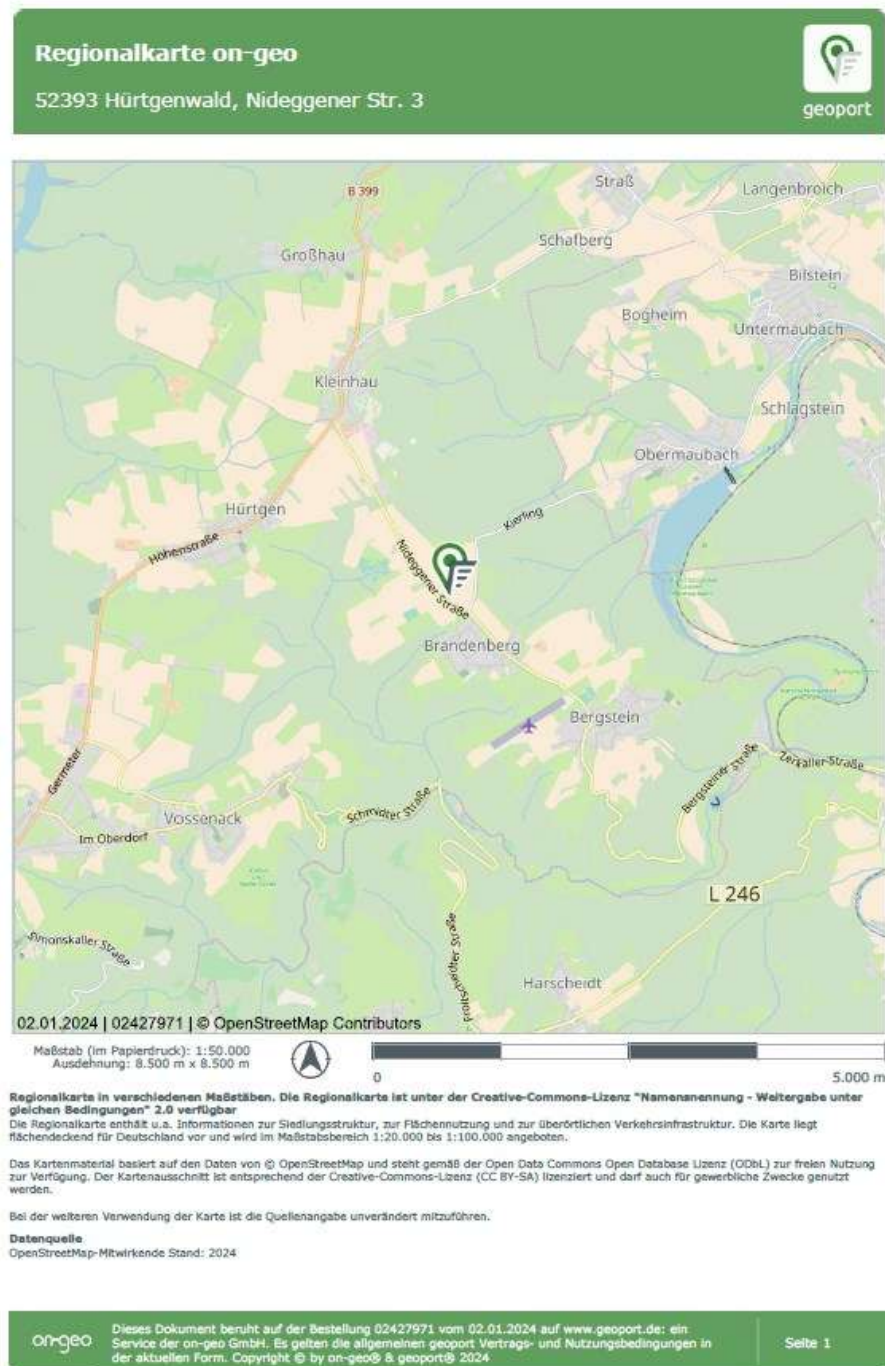 Regionalkarte on-geo
52393 Hürtgenwald, Nideggener Str. 3
geoport
B 399
Straß
Langenbroich
Großhau
Schafberg
Bilstein
Bogheim
Untermaubach
Kleinhau
Schlagstein
Obermaubach
Hürtgen
Kierling
Höhenstraße
Nideggener Straße
Brandenberg
Bergstein
Germeter
Bergsteiner Straße
Zerkaller Straße
Schmidter Straße
Vossenack
Im Oberdorf
L 246
Simonskaller Straße
Froitscheidter Straße
Harscheidt
02.01.2024 | 02427971 | © OpenStreetMap Contributors
Maßstab (im Papierdruck): 1:50.000
Ausdehnung: 8.500 m x 8.500 m
0
5.000 m
Regionalkarte in verschiedenen Maßstäben. Die Regionalkarte ist unter der Creative-Commons-Lizenz "Namensnennung - Weitergabe unter
gleichen Bedingungen" 2.0 verfügbar
Die Regionalkarte enthält u.a. Informationen zur Siedlungsstruktur, zur Flächennutzung und zur überörtlichen Verkehrsinfrastruktur. Die Karte liegt
flächendeckend für Deutschland vor und wird im Maßstabsbereich 1:20.000 bis 1:100.000 angeboten.
Das Kartenmaterial basiert auf den Daten von © OpenStreetMap und steht gemäß der Open Data Commons Open Database Lizenz (ODbL) zur freien Nutzung
zur Verfügung. Der Kartenausschnitt ist entsprechend der Creative-Commons-Lizenz (CC BY-SA) lizenziert und darf auch für gewerbliche Zwecke genutzt
werden.
Bei der weiteren Verwendung der Karte ist die Quellenangabe unverändert mitzuführen.
Datenquelle
OpenStreetMap-Mitwirkende Stand: 2024
on-geo
Dieses Dokument beruht auf der Bestellung 02427971 vom 02.01.2024 auf www.geoport.de: ein
Service der on-geo GmbH. Es gelten die allgemeinen geoport Vertrags- und Nutzungsbedingungen in
der aktuellen Form. Copyright © by on-geo® & geoport® 2024
Seite 1